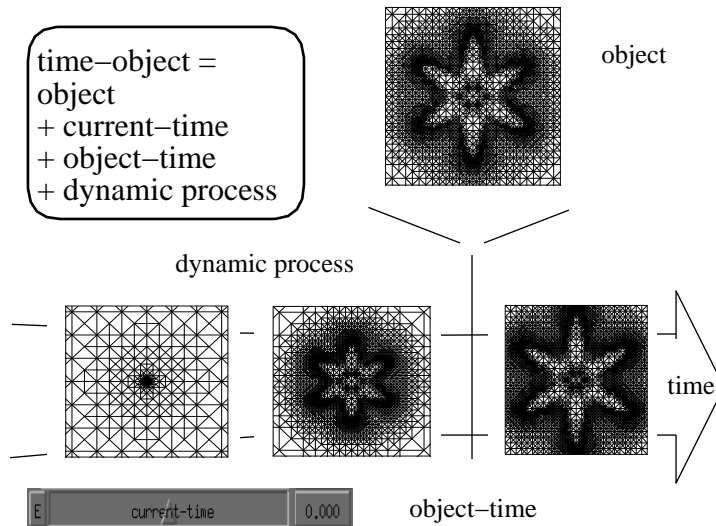 time−object =
object
+ current−time
+ object−time
+ dynamic process
object
dynamic process
time
E current-time 0.000
object−time